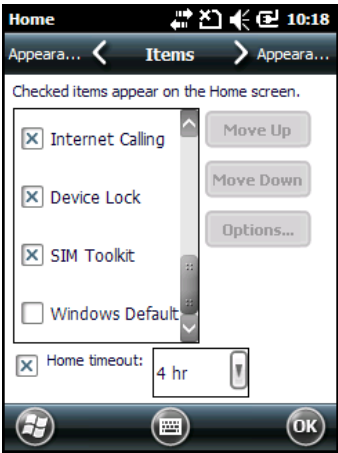 Home 10:18
Appeara... Items Appeara...
Checked items appear on the Home screen.
Internet Calling
Move Up
Device Lock
Move Down
SIM Toolkit
Options...
Windows Default
Home timeout: 4 hr
OK